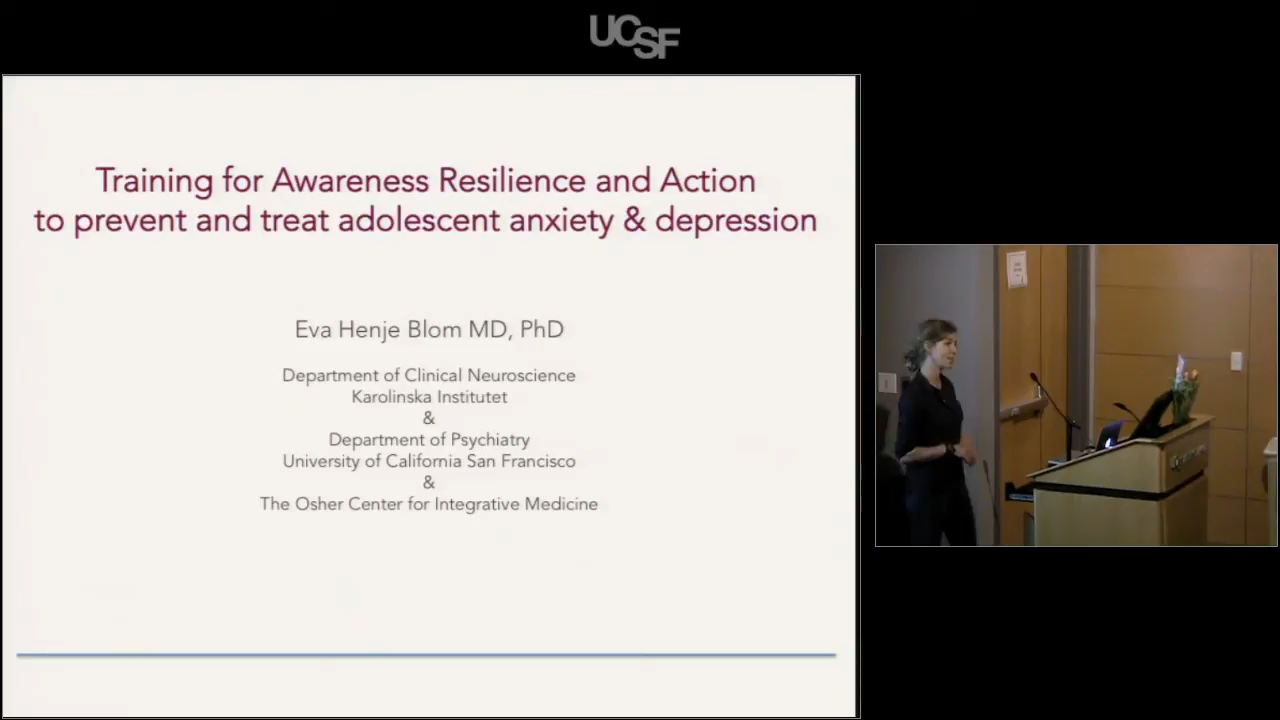 UCSF
Training for Awareness Resilience and Action
to prevent and treat adolescent anxiety & depression
Eva Henje Blom MD, PhD
Department of Clinical Neuroscience
Karolinska Institutet
&
Department of Psychiatry
University of California San Francisco
&
The Osher Center for Integrative Medicine